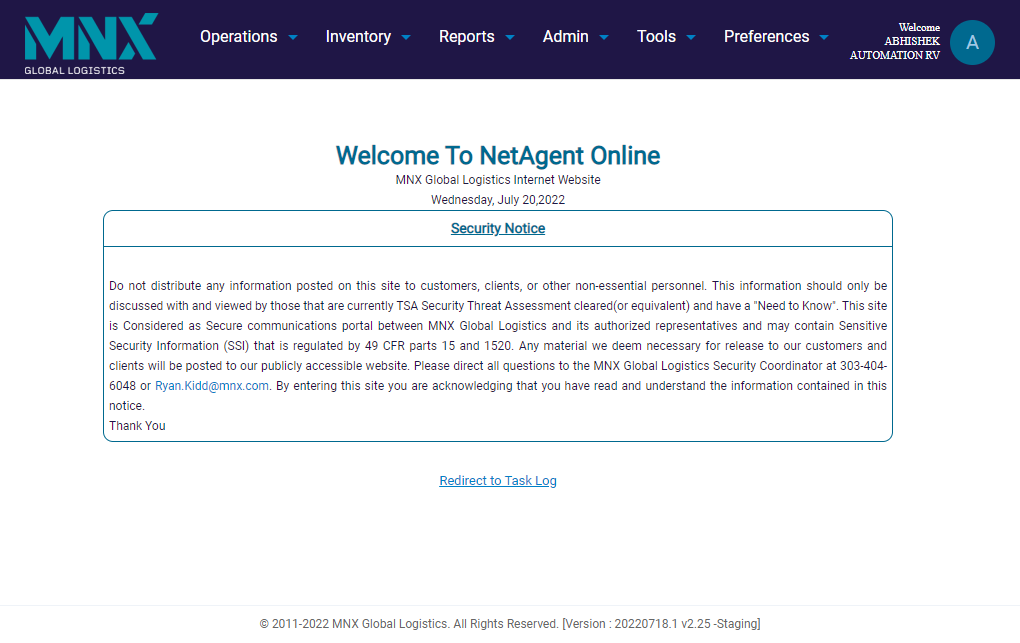 MNX
GLOBAL LOGISTICS
Operations Inventory Reports Admin Tools Preferences
Welcome
ABHISHEK
AUTOMATION RV
A
Welcome To NetAgent Online
MNX Global Logistics Internet Website
Wednesday, July 20,2022
Security Notice
Do not distribute any information posted on this site to customers, clients, or other non-essential personnel. This information should only be
discussed with and viewed by those that are currently TSA Security Threat Assessment cleared(or equivalent) and have a "Need to Know". This site
is Considered as Secure communications portal between MNX Global Logistics and its authorized representatives and may contain Sensitive
Security Information (SSI) that is regulated by 49 CFR parts 15 and 1520. Any material we deem necessary for release to our customers and
clients will be posted to our publicly accessible website. Please direct all questions to the MNX Global Logistics Security Coordinator at 303-404-
6048 or Ryan.Kidd@mnx.com. By entering this site you are acknowledging that you have read and understand the information contained in this
notice.
Thank You
Redirect to Task Log
© 2011-2022 MNX Global Logistics. All Rights Reserved. [Version : 20220718.1 v2.25 -Staging]